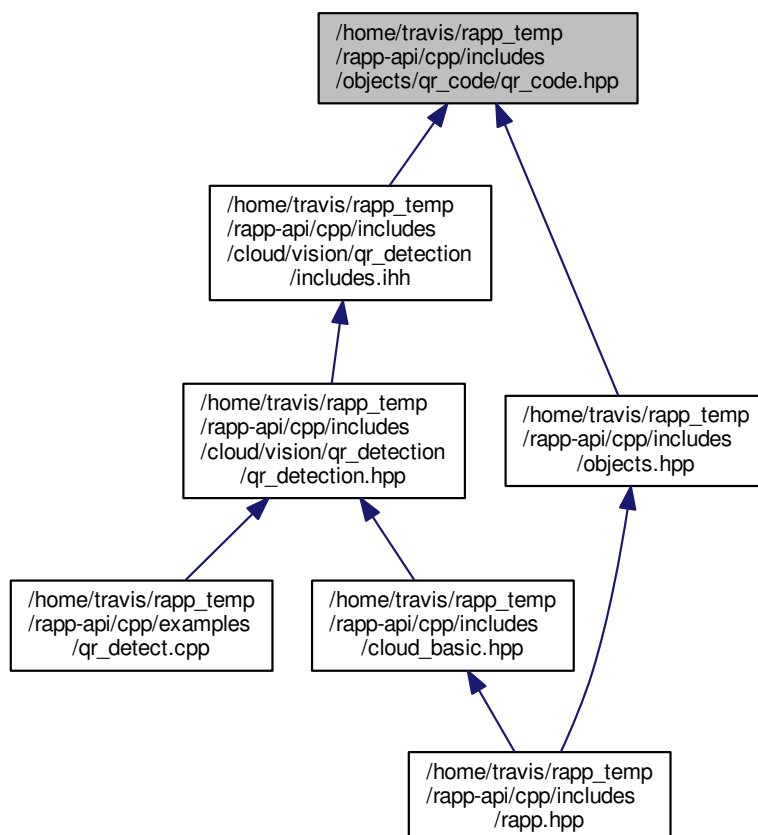 /home/travis/rapp_temp
/rapp-api/cpp/includes
/objects/qr_code/qr_code.hpp
/home/travis/rapp_temp
/rapp-api/cpp/includes
/cloud/vision/qr_detection
/includes.ihh
/home/travis/rapp_temp
/rapp-api/cpp/includes
/cloud/vision/qr_detection
/qr_detection.hpp
/home/travis/rapp_temp
/rapp-api/cpp/includes
/objects.hpp
/home/travis/rapp_temp
/rapp-api/cpp/examples
/qr_detect.cpp
/home/travis/rapp_temp
/rapp-api/cpp/includes
/cloud_basic.hpp
/home/travis/rapp_temp
/rapp-api/cpp/includes
/rapp.hpp